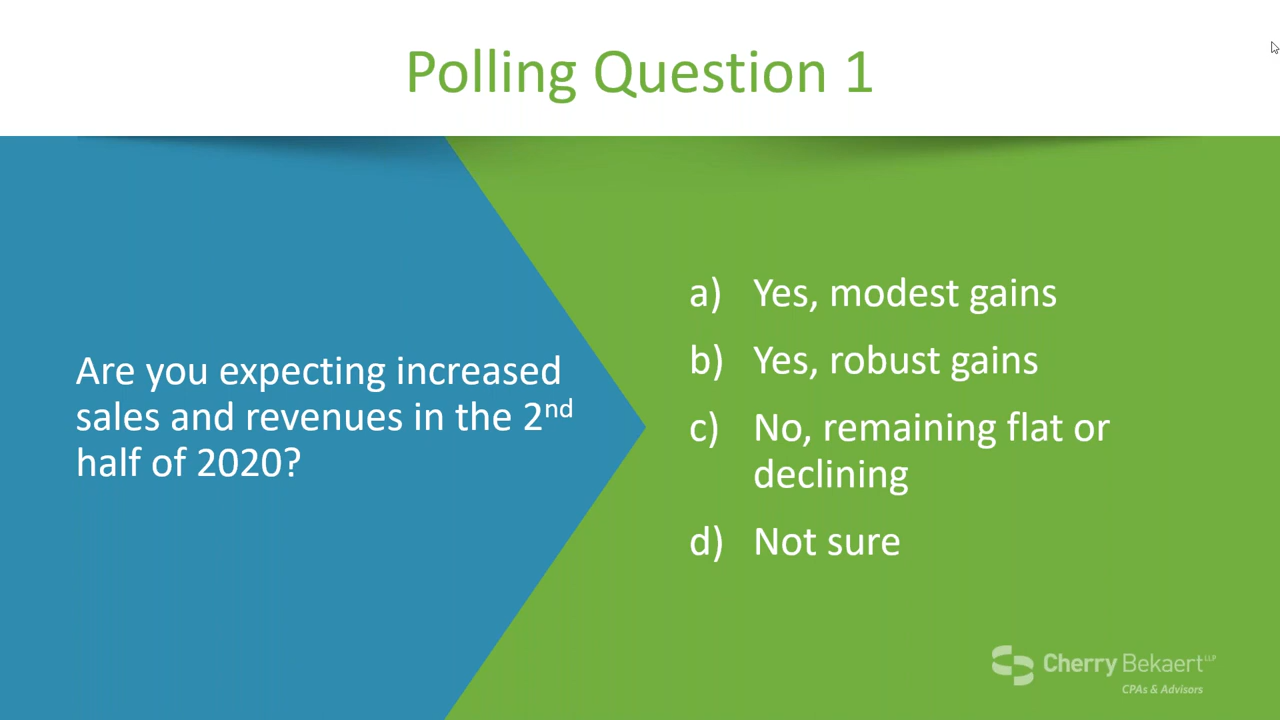 Polling Question 1
Are you expecting increased
sales and revenues in the 2nd
half of 2020?
a) Yes, modest gains
b) Yes, robust gains
c) No, remaining flat or
declining
d) Not sure
Cherry Bekaert LLP
CPAs & Advisors